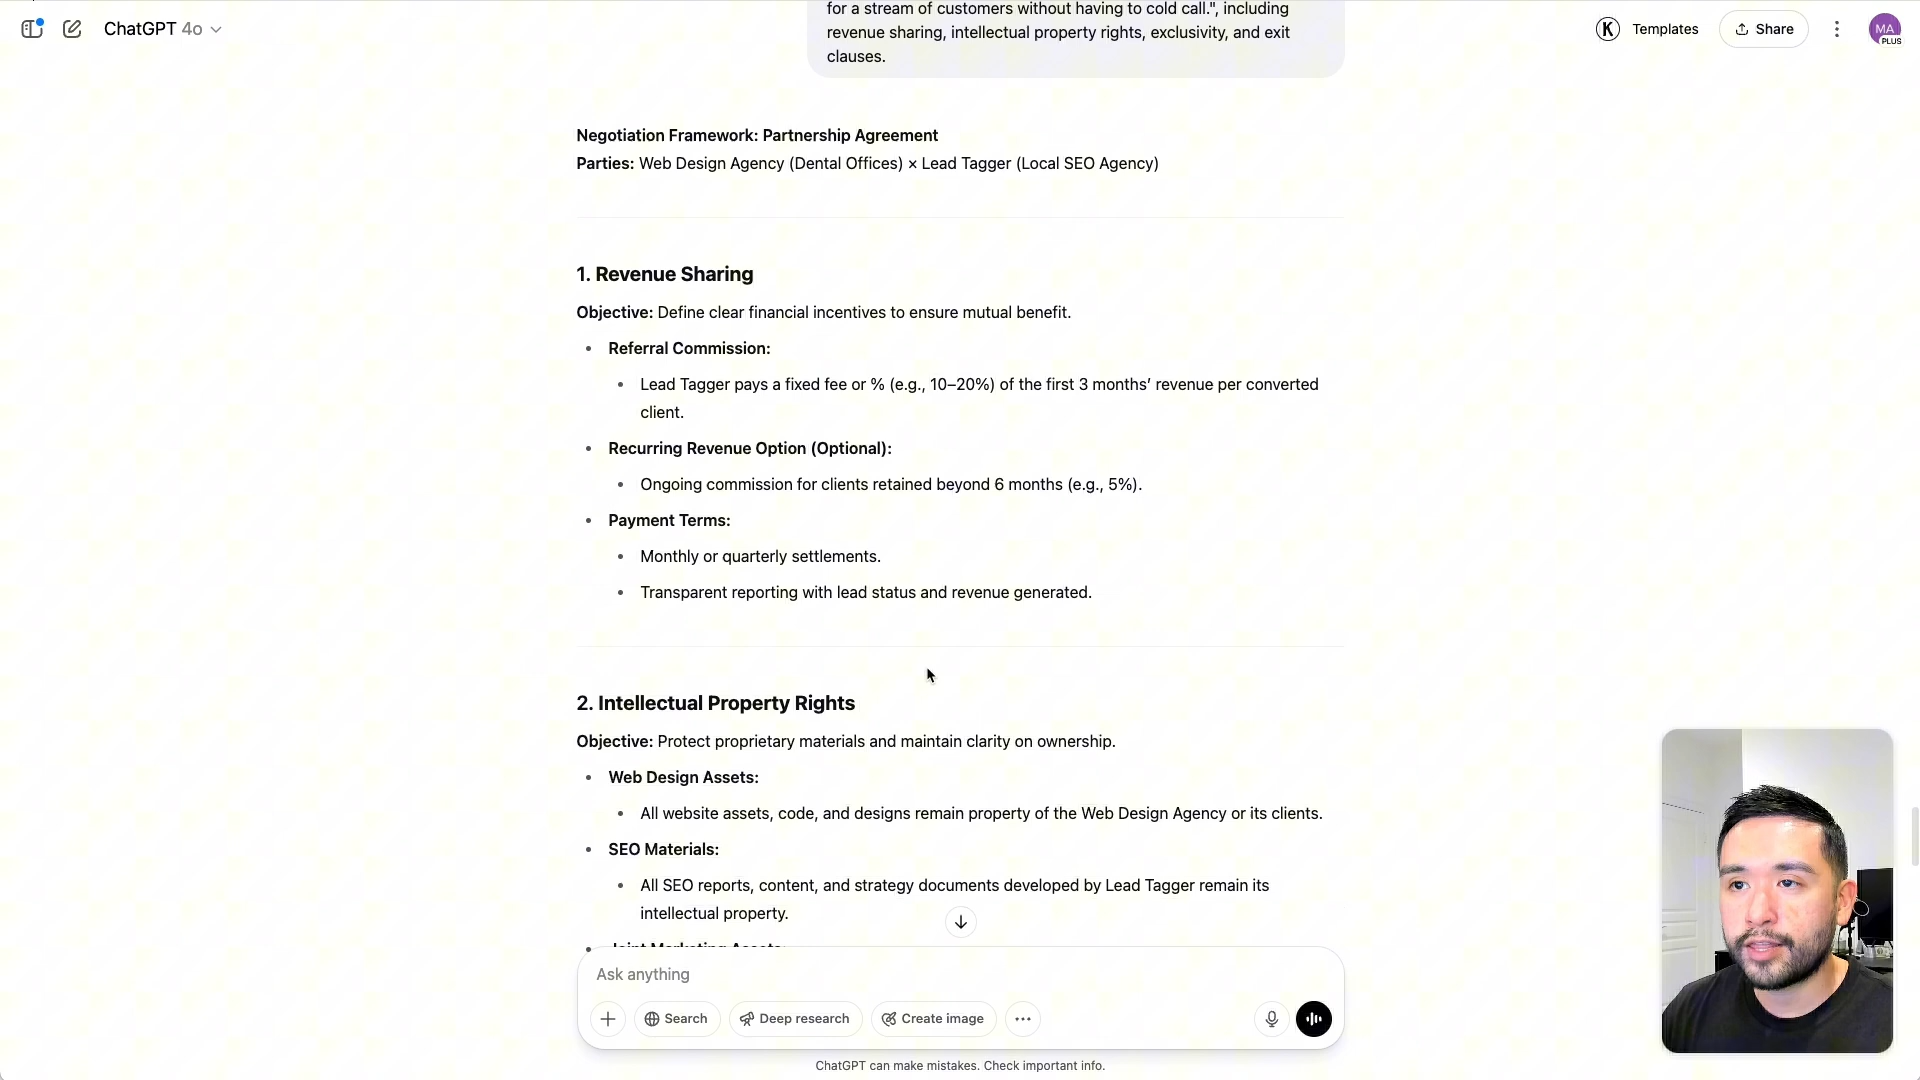 ChatGPT 4o
Templates
Share
MA
PLUS
for a stream of customers without having to cold call.", including
revenue sharing, intellectual property rights, exclusivity, and exit
clauses.
Negotiation Framework: Partnership Agreement
Parties: Web Design Agency (Dental Offices) × Lead Tagger (Local SEO Agency)
1. Revenue Sharing
Objective: Define clear financial incentives to ensure mutual benefit.
• Referral Commission:
• Lead Tagger pays a fixed fee or % (e.g., 10–20%) of the first 3 months’ revenue per converted
client.
• Recurring Revenue Option (Optional):
• Ongoing commission for clients retained beyond 6 months (e.g., 5%).
• Payment Terms:
• Monthly or quarterly settlements.
• Transparent reporting with lead status and revenue generated.
2. Intellectual Property Rights
Objective: Protect proprietary materials and maintain clarity on ownership.
• Web Design Assets:
• All website assets, code, and designs remain property of the Web Design Agency or its clients.
• SEO Materials:
• All SEO reports, content, and strategy documents developed by Lead Tagger remain its
intellectual property.
• Joint Marketing Assets:
Ask anything
Search
Deep research
Create image
ChatGPT can make mistakes. Check important info.